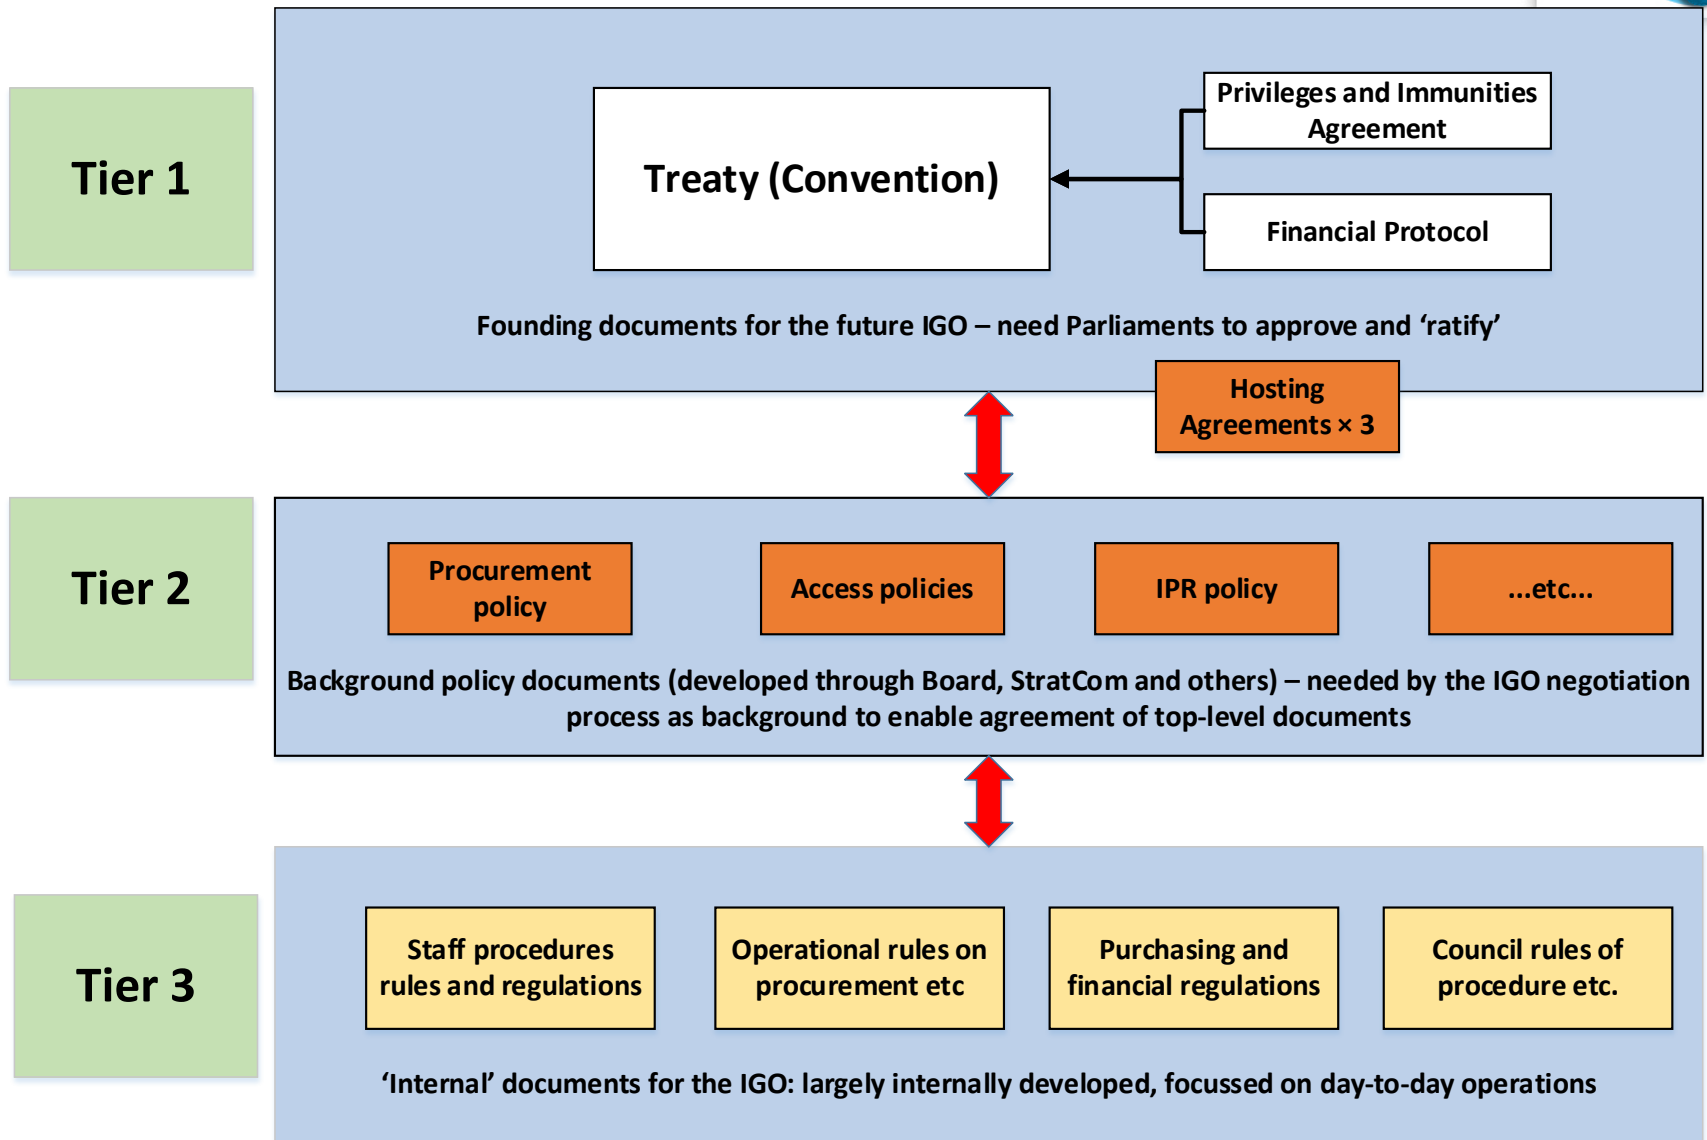 Tier 1
Treaty (Convention)
Privileges and Immunities
Agreement
Financial Protocol
Founding documents for the future IGO – need Parliaments to approve and ‘ratify’
Hosting
Agreements × 3
Tier 2
Procurement
policy
Access policies
IPR policy
...etc...
Background policy documents (developed through Board, StratCom and others) – needed by the IGO negotiation
process as background to enable agreement of top-level documents
Tier 3
Staff procedures
rules and regulations
Operational rules on
procurement etc
Purchasing and
financial regulations
Council rules of
procedure etc.
‘Internal’ documents for the IGO: largely internally developed, focussed on day-to-day operations